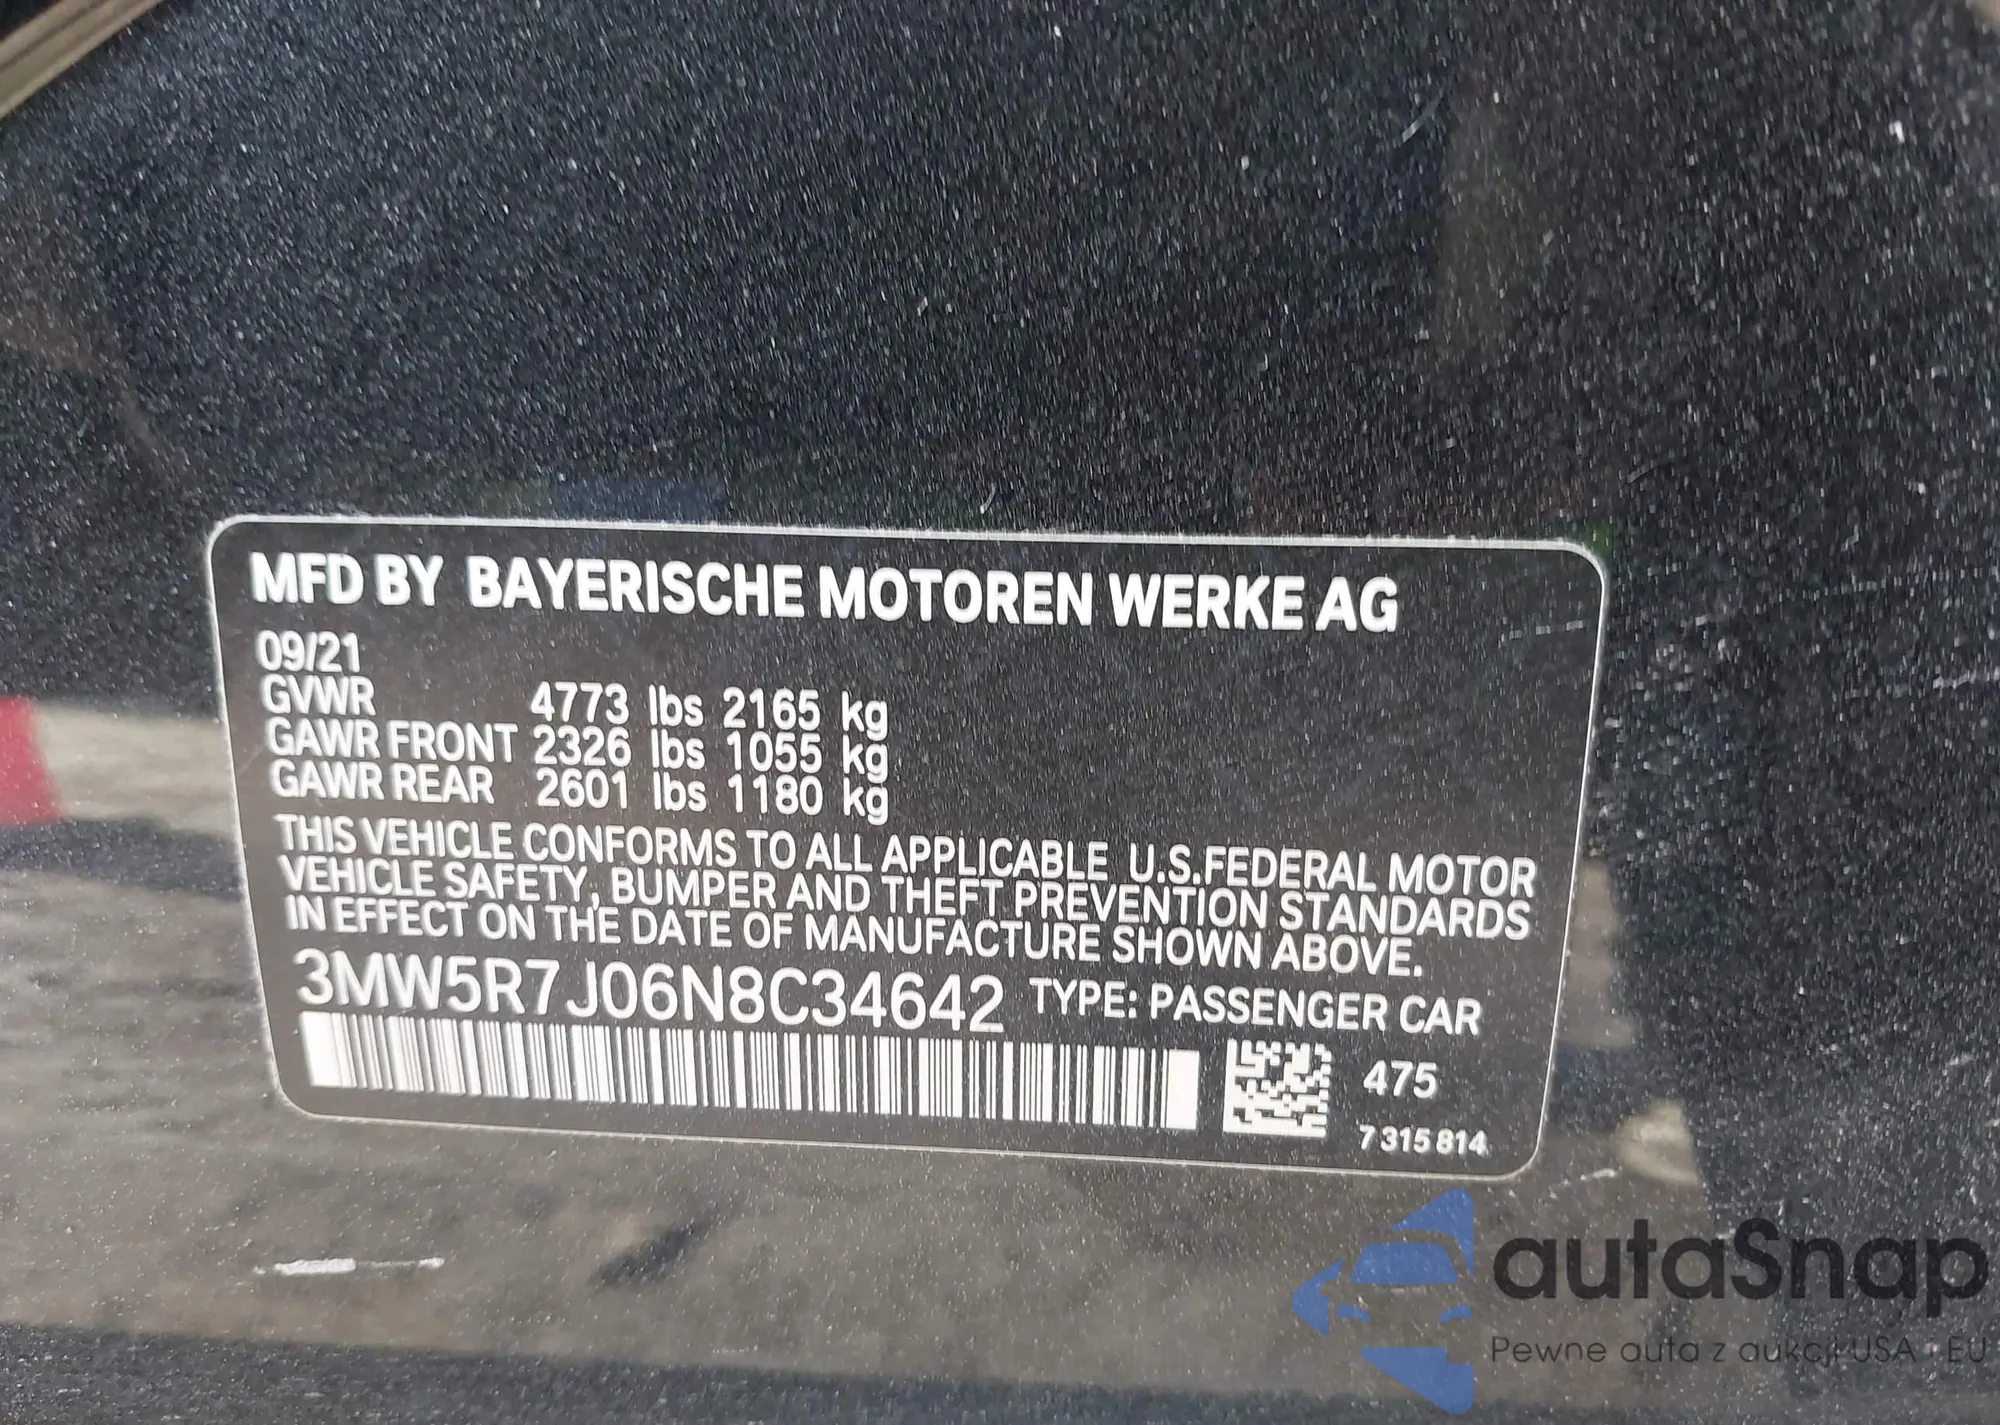 MFD BY BAYERISCHE MOTOREN WERKE AG
09/21
GVWR 4773 lbs 2165 kg
GAWR FRONT 2326 lbs 1055 kg
GAWR REAR 2601 lbs 1180 kg
THIS VEHICLE CONFORMS TO ALL APPLICABLE U.S.FEDERAL MOTOR
VEHICLE SAFETY, BUMPER AND THEFT PREVENTION STANDARDS
IN EFFECT ON THE DATE OF MANUFACTURE SHOWN ABOVE.
3MW5R7J06N8C34642 TYPE: PASSENGER CAR
475
7 315 814
autaSnap
Pewne auta z aukcji USA i EU